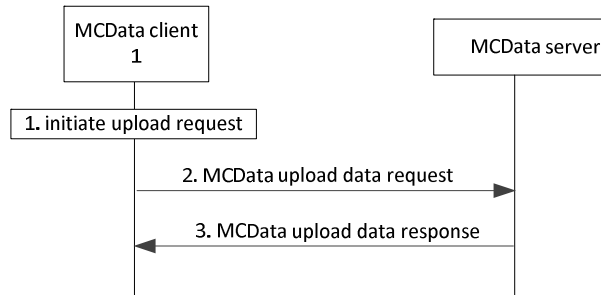 MCData client
1
MCData server
1. initiate upload request
2. MCData upload data request
3. MCData upload data response